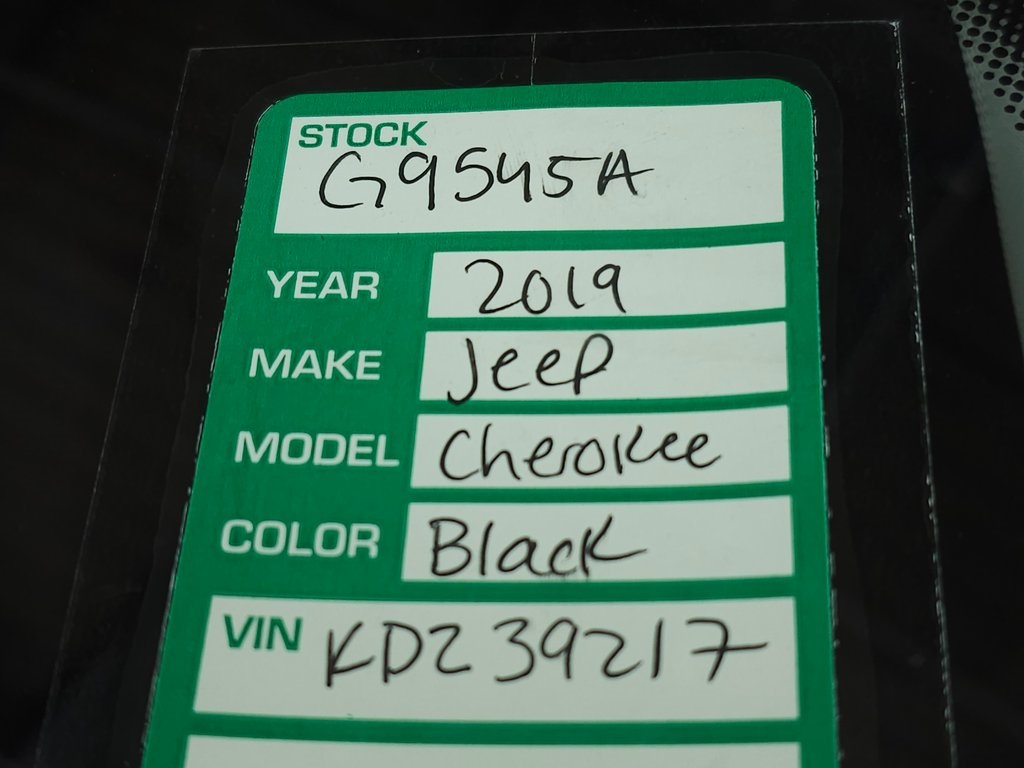 STOCK
G9545A
YEAR 2019
MAKE Jeep
MODEL Cherokee
COLOR Black
VIN KD239217